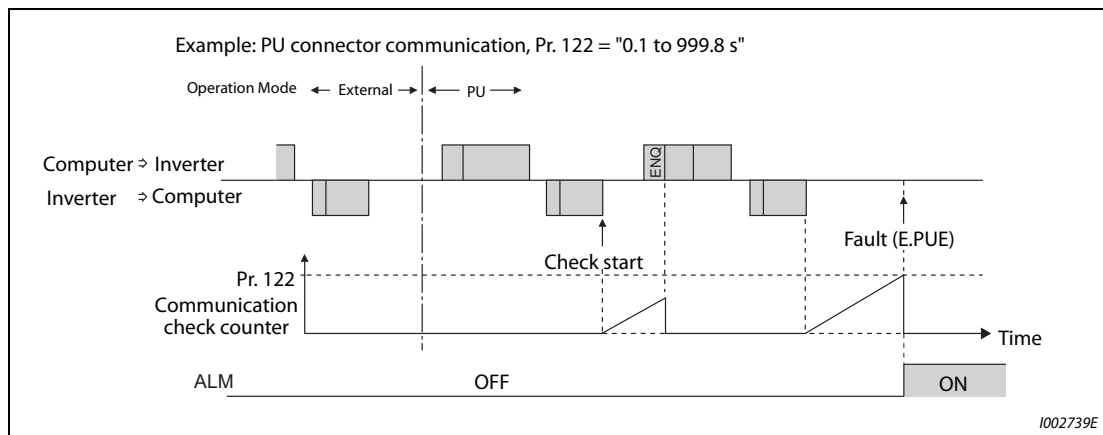 Example: PU connector communication, Pr. 122 = "0.1 to 999.8 s"
Operation Mode External PU
ENQ
Computer ⇒ Inverter
Inverter ⇒ Computer
Fault (E.PUE)
Check start
Pr. 122
Communication
check counter
Time
ALM OFF ON
I002739E